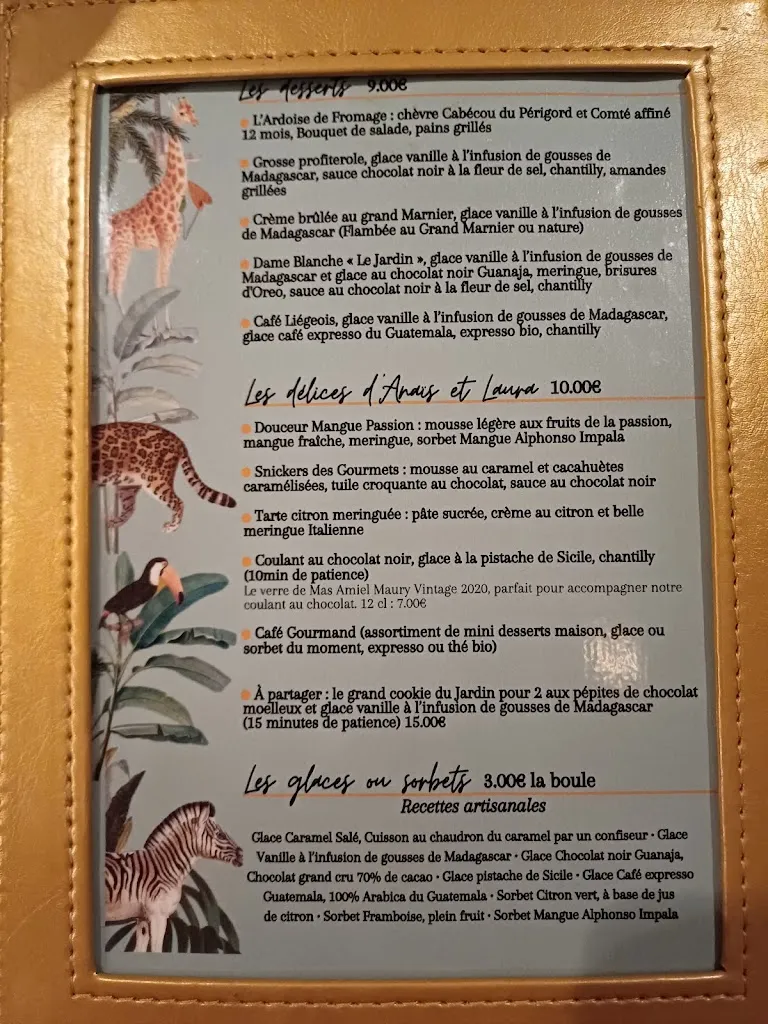 Les desserts 9.00€
L'Ardoise de Fromage : chèvre Cabécou du Périgord et Comté affiné
12 mois, Bouquet de salade, pains grillés
Grosse profiterole, glace vanille à l'infusion de gousses de
Madagascar, sauce chocolat noir à la fleur de sel, chantilly, amandes
grillées
Crème brûlée au grand Marnier, glace vanille à l'infusion de gousses
de Madagascar (Flambée au Grand Marnier ou nature)
Dame Blanche « Le Jardin », glace vanille à l'infusion de gousses de
Madagascar et glace au chocolat noir Guanaja, meringue, brisures
d'Oreo, sauce au chocolat noir à la fleur de sel, chantilly
Café Liégeois, glace vanille à l'infusion de gousses de Madagascar,
glace café expresso du Guatemala, expresso bio, chantilly
Les délices d'Anaïs et Laura 10.00€
Douceur Mangue Passion : mousse légère aux fruits de la passion,
mangue fraîche, meringue, sorbet Mangue Alphonso Impala
Snickers des Gourmets : mousse au caramel et cacahuètes
caramélisées, tuile croquante au chocolat, sauce au chocolat noir
Tarte citron meringuée : pâte sucrée, crème au citron et belle
meringue Italienne
Coulant au chocolat noir, glace à la pistache de Sicile, chantilly
(10min de patience)
Le verre de Mas Amiel Maury Vintage 2020, parfait pour accompagner notre
coulant au chocolat. 12 cl : 7.00€
Café Gourmand (assortiment de mini desserts maison, glace ou
sorbet du moment, expresso ou thé bio)
À partager : le grand cookie du Jardin pour 2 aux pépites de chocolat
moelleux et glace vanille à l'infusion de gousses de Madagascar
(15 minutes de patience) 15.00€
Les glaces ou sorbets 3.00€ la boule
Recettes artisanales
Glace Caramel Salé, Cuisson au chaudron du caramel par un confiseur • Glace
Vanille à l'infusion de gousses de Madagascar • Glace Chocolat noir Guanaja,
Chocolat grand cru 70% de cacao • Glace pistache de Sicile • Glace Café expresso
Guatemala, 100% Arabica du Guatemala • Sorbet Citron vert, à base de jus
de citron • Sorbet Framboise, plein fruit • Sorbet Mangue Alphonso Impala